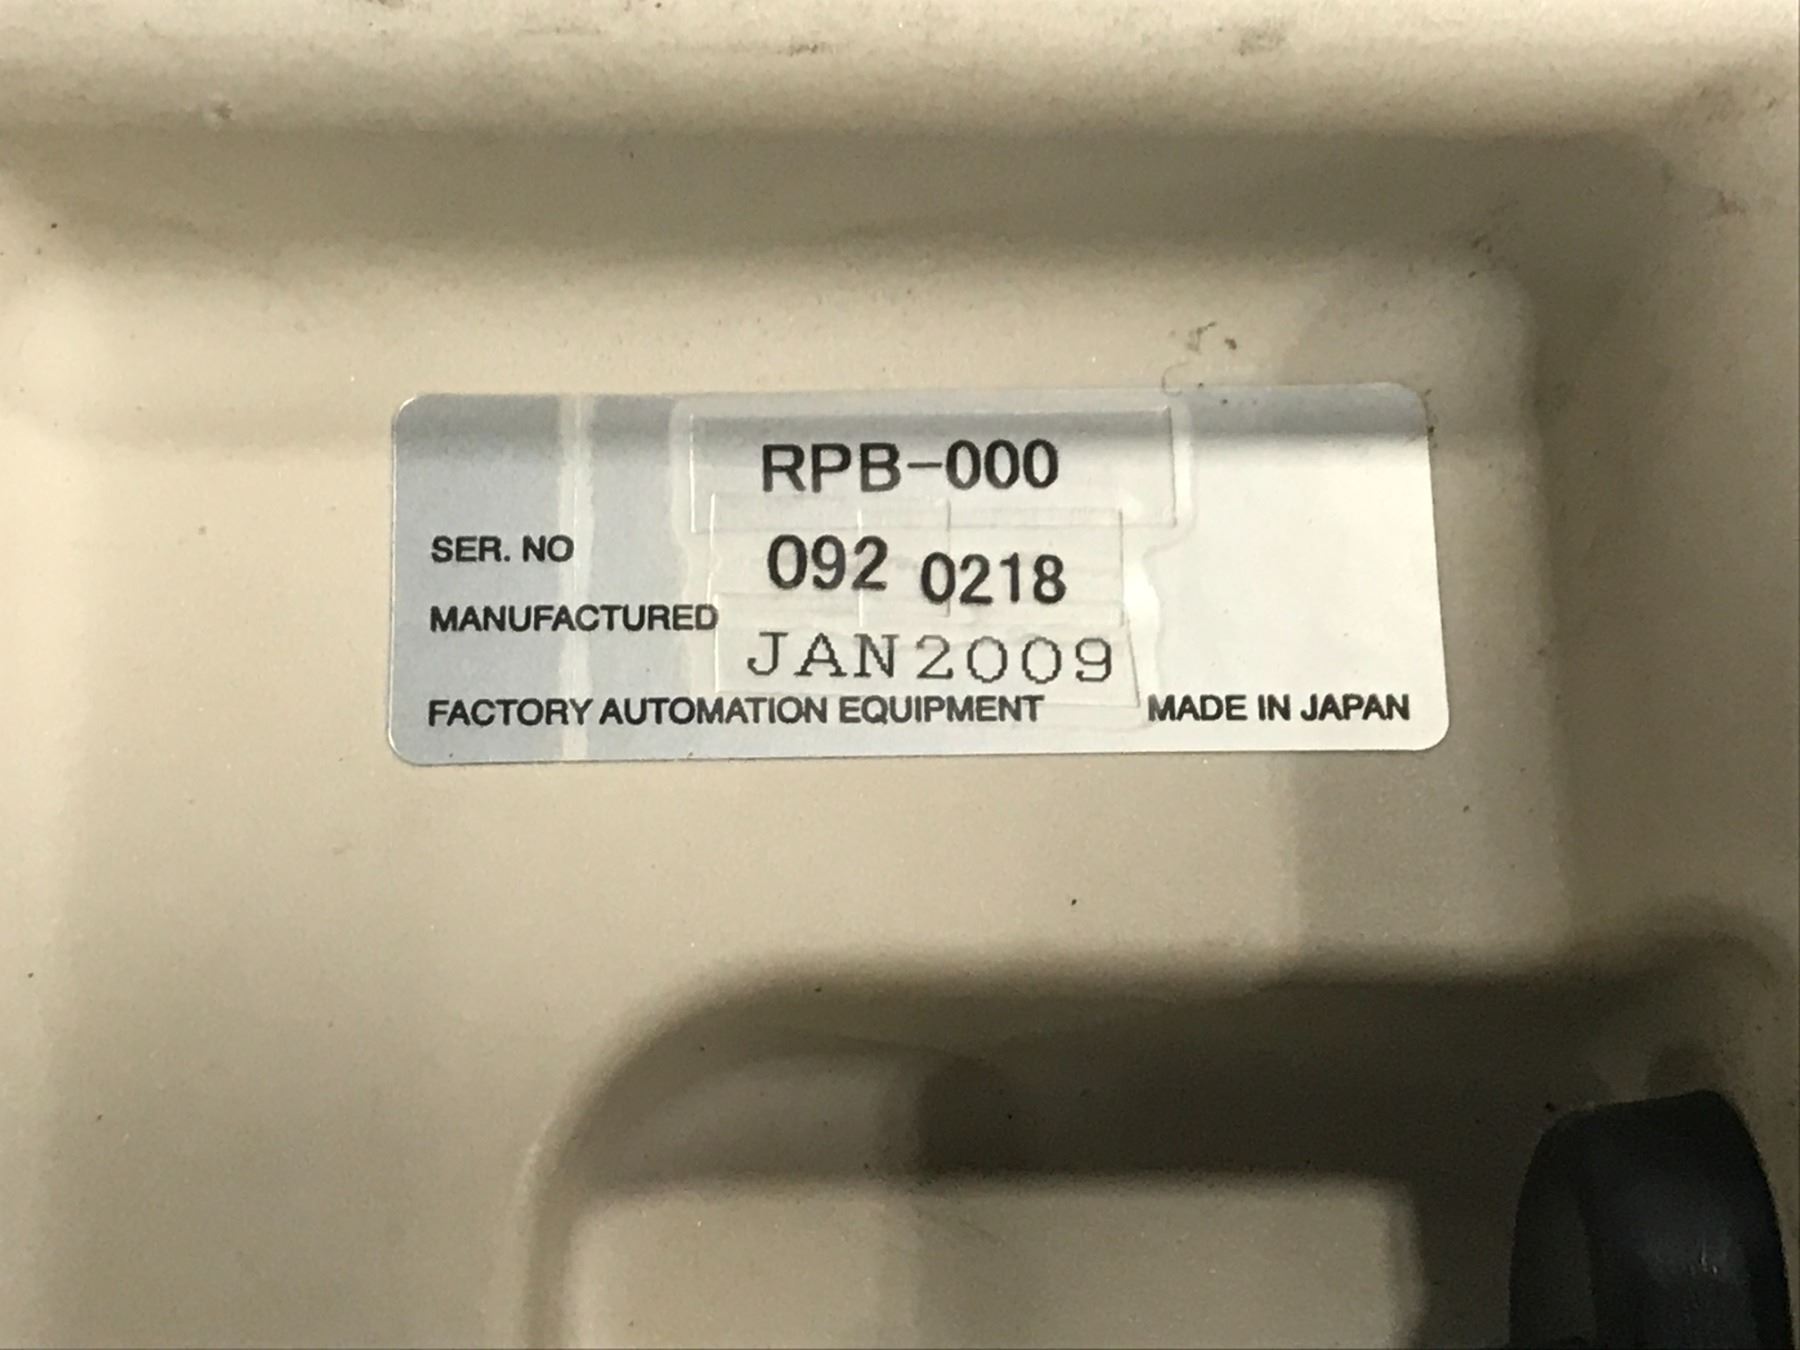 RPB-000
SER. NO 092 0218
MANUFACTURED JAN2009
FACTORY AUTOMATION EQUIPMENT MADE IN JAPAN